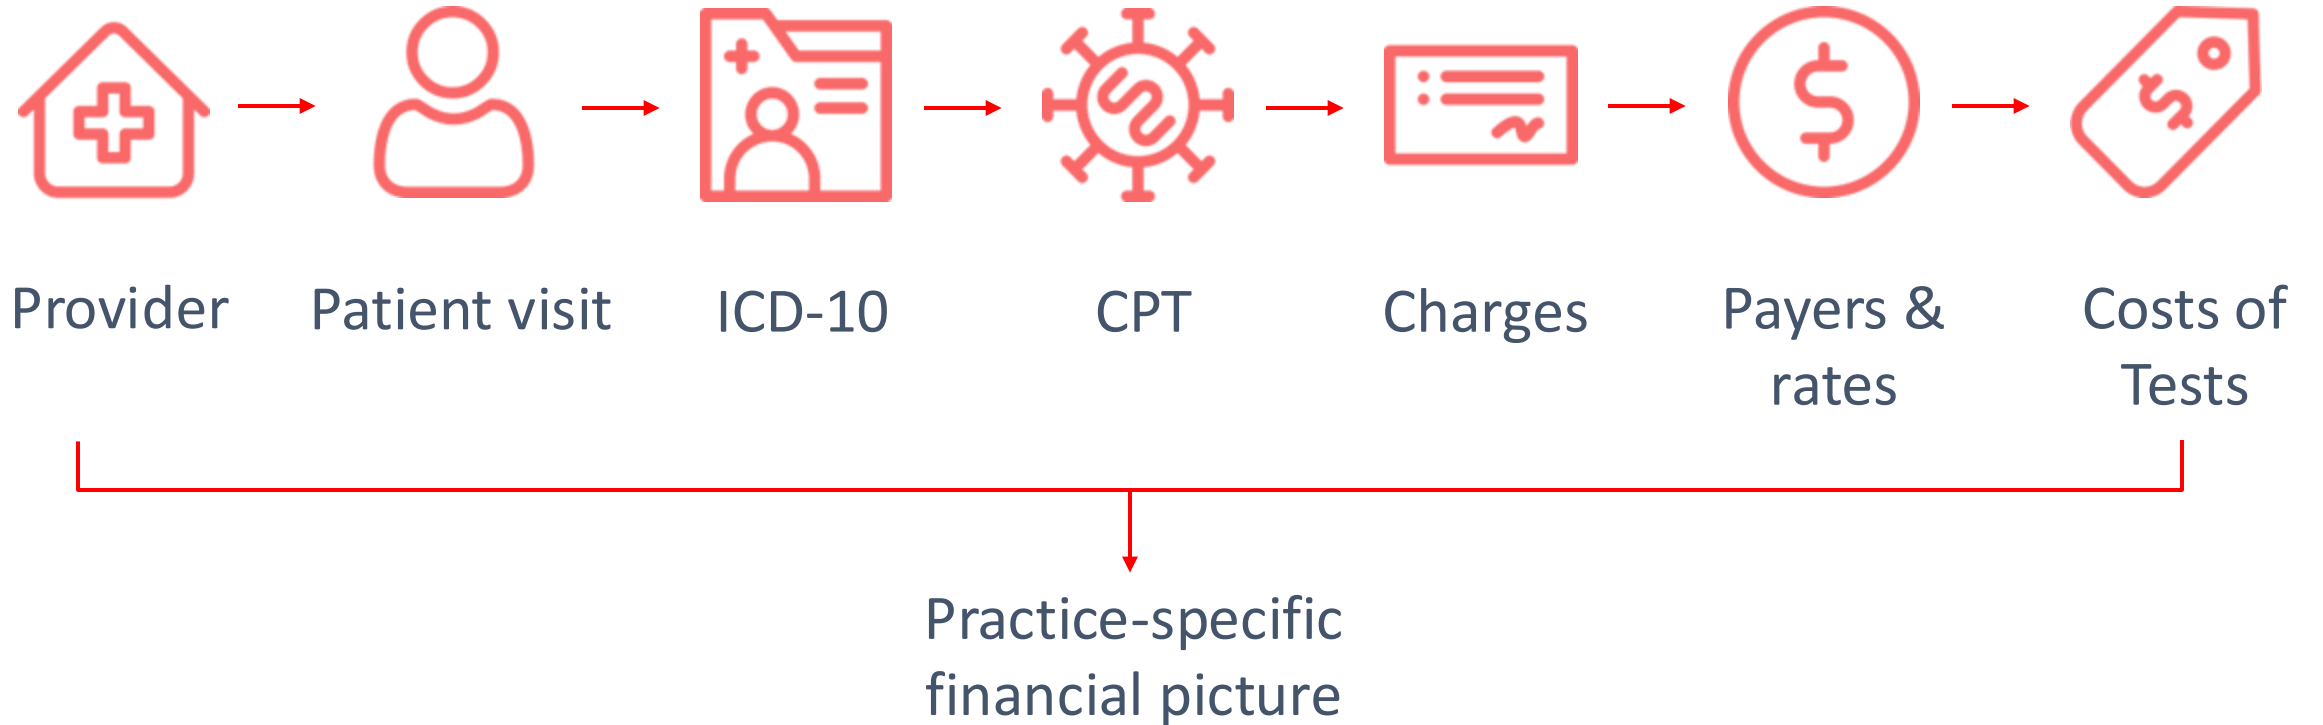 Provider
Patient visit
ICD-10
CPT
Charges
Payers &
rates
Costs of
Tests
Practice-specific
financial picture